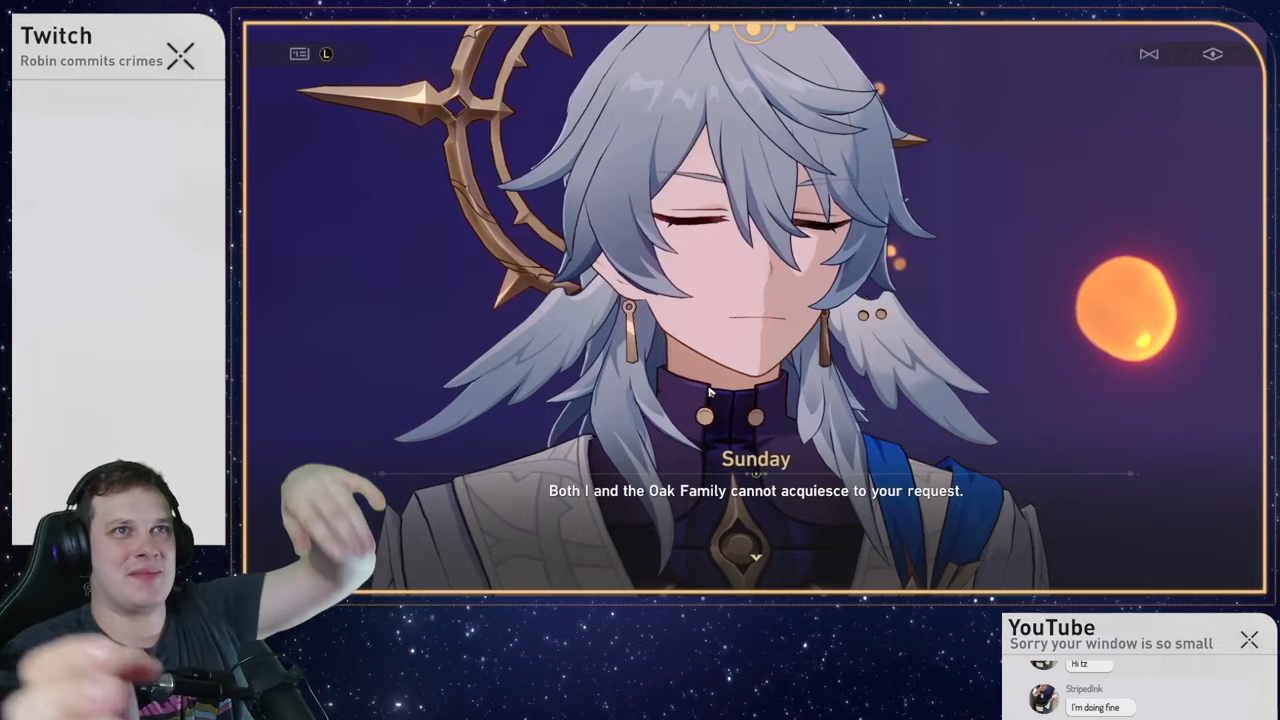 Twitch
Robin commits crimes
L
Sunday
Both I and the Oak Family cannot acquiesce to your request.
YouTube
Sorry your window is so small
Hi tz
StripedInk
I'm doing fine